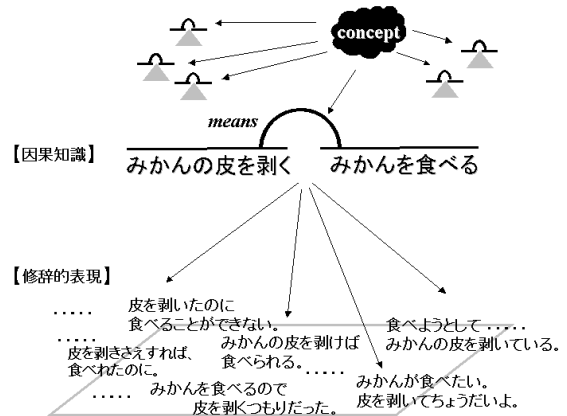 concept
means
【因果知識】
みかんの皮を剥く みかんを食べる
【修辞的表現】
.....
皮を剥いたのに
食べることができない。
.....
皮を剥きさえすれば、
食べれたのに。
みかんの皮を剥けば
食べられる。
.....
食べようとして.....
みかんの皮を剥いている。
.....
みかんを食べるので
皮を剥くつもりだった。
みかんが食べたい。
皮を剥いてちょうだいよ。